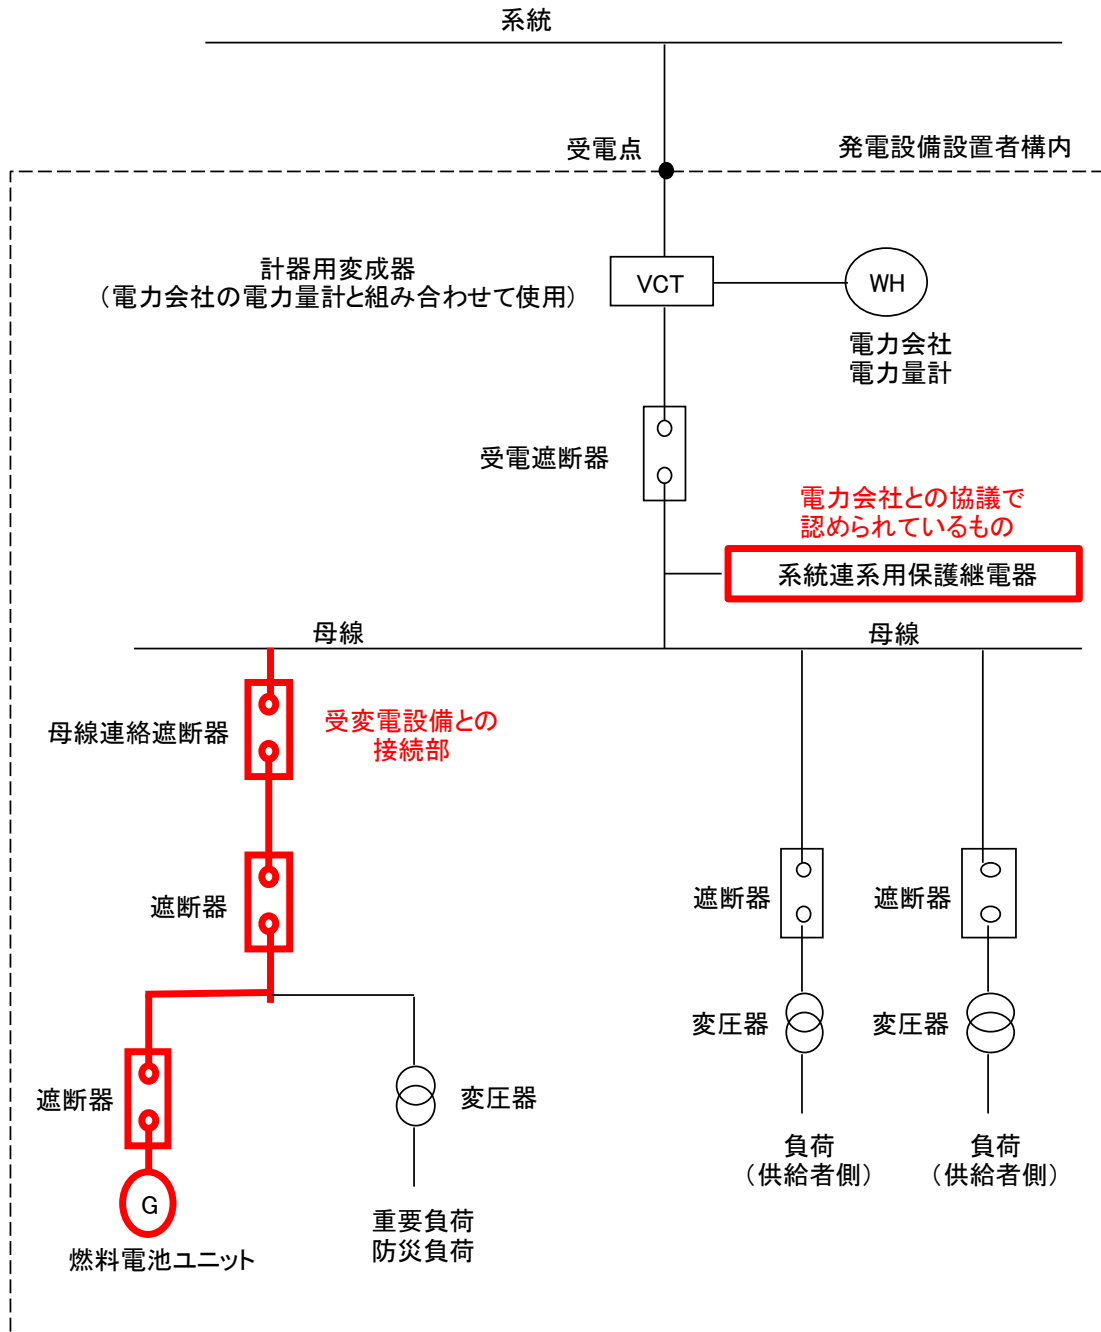 系統
受電点
発電設備設置者構内
計器用変成器
（電力会社の電力量計と組み合わせて使用）
VCT
WH
電力会社
電力量計
受電遮断器
電力会社との協議で
認められているもの
系統連系用保護継電器
母線
母線
母線連絡遮断器
受変電設備との
接続部
遮断器
遮断器
遮断器
変圧器
変圧器
遮断器
変圧器
負荷
（供給者側）
負荷
（供給者側）
G
燃料電池ユニット
重要負荷
防災負荷